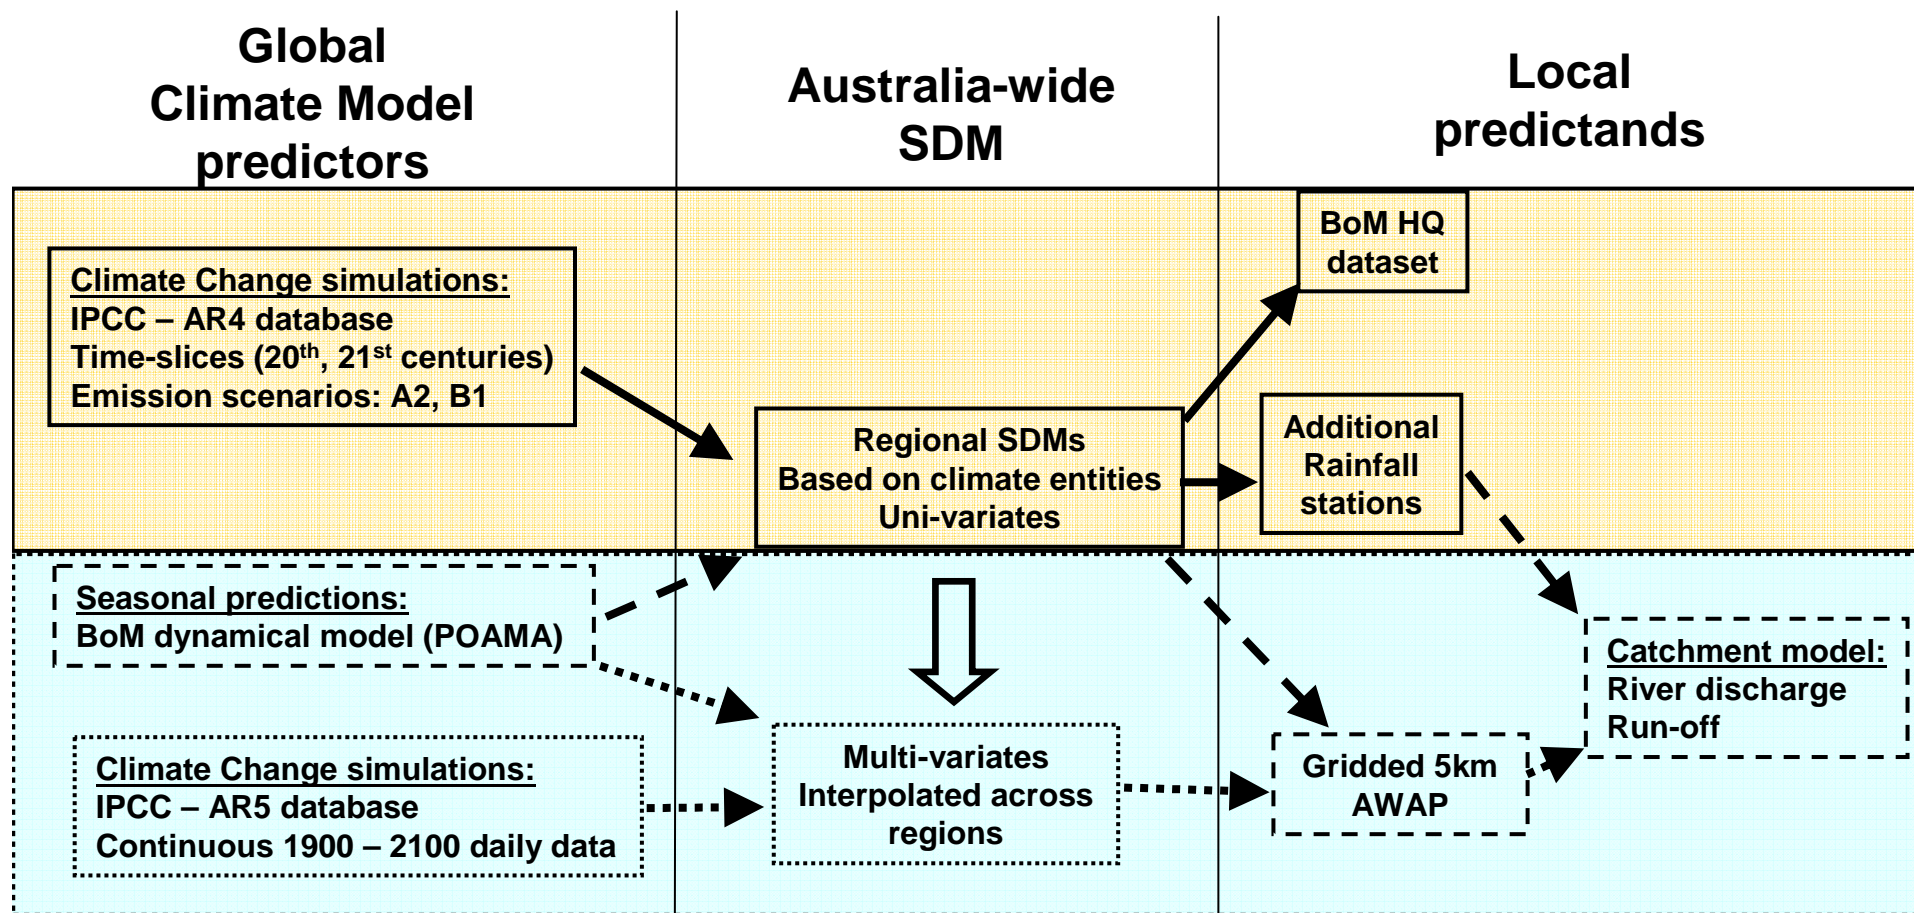 Global
Climate Model
predictors
Australia-wide
SDM
Local
predictands
BoM HQ
dataset
Climate Change simulations:
IPCC – AR4 database
Time-slices (20th, 21st centuries)
Emission scenarios: A2, B1
Regional SDMs
Based on climate entities
Uni-variates
Additional
Rainfall
stations
Seasonal predictions:
BoM dynamical model (POAMA)
Catchment model:
River discharge
Run-off
Climate Change simulations:
IPCC – AR5 database
Continuous 1900 – 2100 daily data
Multi-variates
Interpolated across
regions
Gridded 5km
AWAP